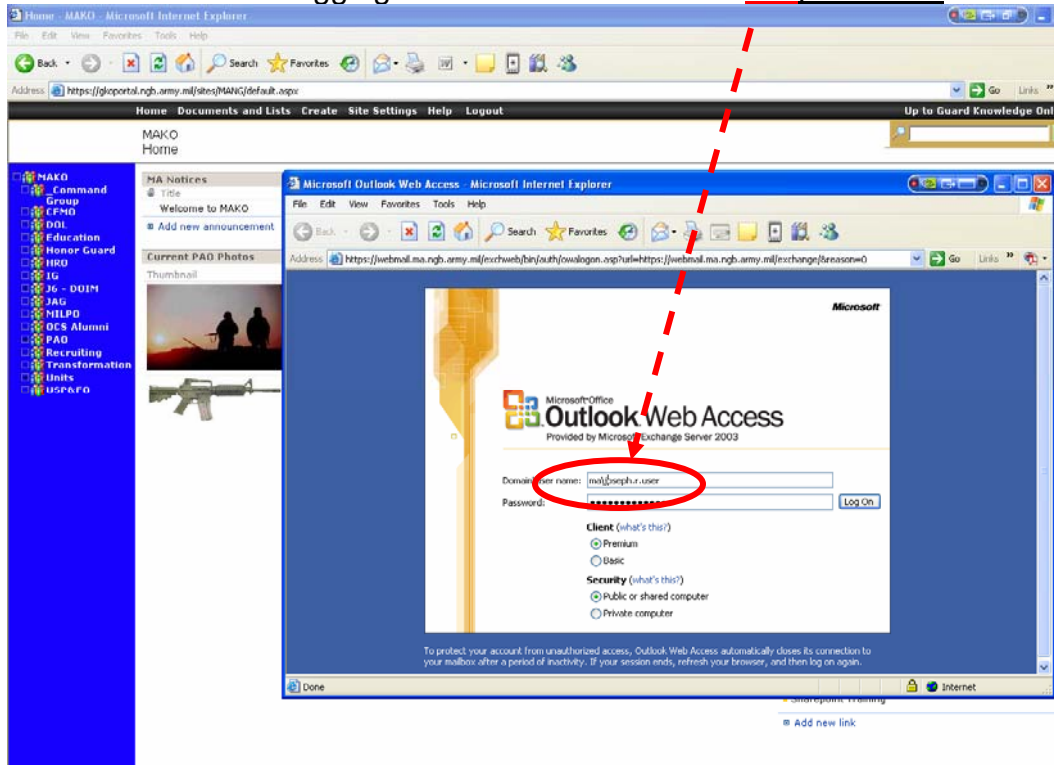 Home - MAKO - Microsoft Internet Explorer
File Edit View Favorites Tools Help
Back Search Favorites
Address https://gkoportal.ngb.army.mil/sites/MANG/default.aspx Go Links »
Home Documents and Lists Create Site Settings Help Logout Up to Guard Knowledge Onl
MAKO
Home
MAKO
_Command
Group
CFMO
DOL
Education
Honor Guard
HRO
IG
J6 - DOIM
JAG
MILPO
OCS Alumni
PAO
Recruiting
Transformation
Units
USP&FO
MA Notices
Title
Welcome to MAKO
Add new announcement
Current PAO Photos
Thumbnail
Microsoft Outlook Web Access - Microsoft Internet Explorer
File Edit View Favorites Tools Help
Back Search Favorites
Address https://webmail.ma.ngb.army.mil/exchweb/bin/auth/owalogon.asp?url=https://webmail.ma.ngb.army.mil/exchange/&reason=0 Go Links »
Microsoft
Microsoft Office
Outlook Web Access
Provided by Microsoft Exchange Server 2003
Domain\user name: ma\joseph.r.user
Password: ••••••••••••••
Log On
Client (what's this?)
Premium
Basic
Security (what's this?)
Public or shared computer
Private computer
To protect your account from unauthorized access, Outlook Web Access automatically closes its connection to
your mailbox after a period of inactivity. If your session ends, refresh your browser, and then log on again.
Done Internet
Sharepoint Training
Add new link